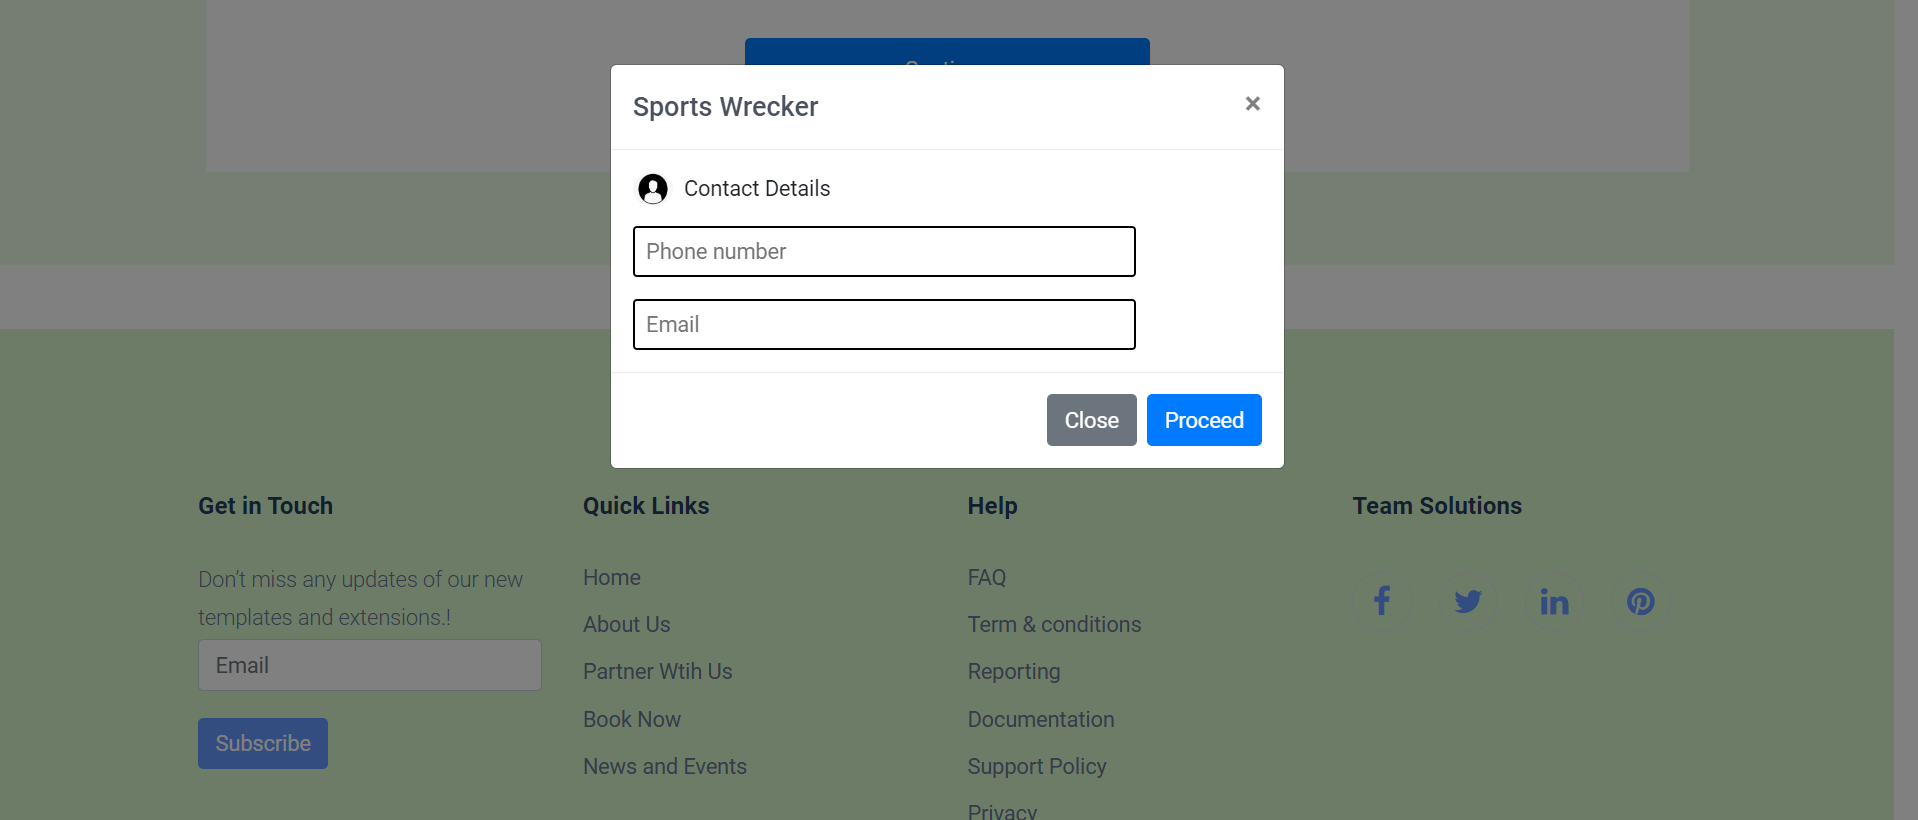 Sports Wrecker
×
Contact Details
Phone number
Email
Close
Proceed
Get in Touch
Don't miss any updates of our new
templates and extensions.!
Email
Subscribe
Quick Links
Home
About Us
Partner Wtih Us
Book Now
News and Events
Help
FAQ
Term & conditions
Reporting
Documentation
Support Policy
Privacy
Team Solutions